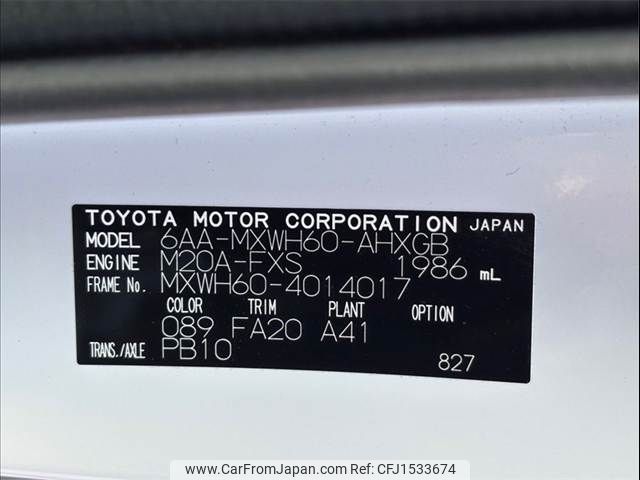 TOYOTA MOTOR CORPORATION JAPAN
MODEL 6AA-MXWH60-AHXGB
ENGINE M20A-FXS 1986 mL
FRAME No. MXWH60-4014017
COLOR TRIM PLANT OPTION
089 FA20 A41
TRANS./AXLE PB10
827
www.CarFromJapan.com - CFJ1533674